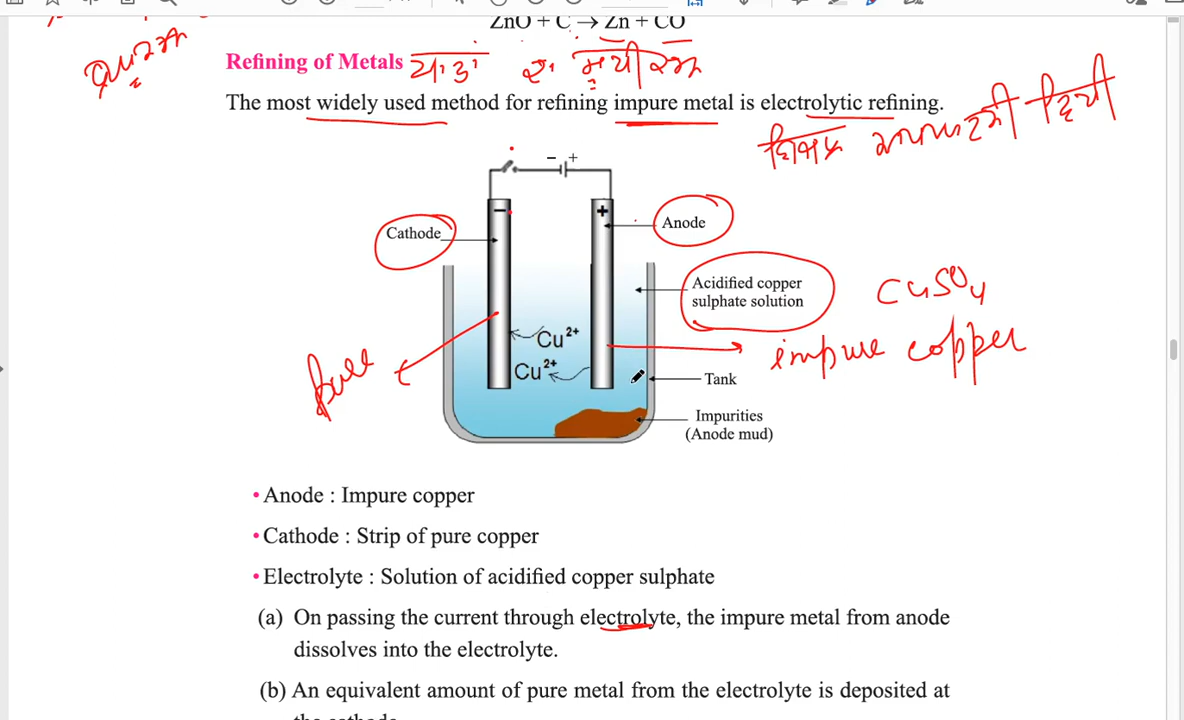 ZnO + C → Zn + CO
Refining of Metals
The most widely used method for refining impure metal is electrolytic refining.
− +
− +
Cathode
Anode
Acidified copper
sulphate solution
CuSO4
Cu2+
impure copper
Cu2+
Tank
Impurities
(Anode mud)
• Anode : Impure copper
• Cathode : Strip of pure copper
• Electrolyte : Solution of acidified copper sulphate
(a) On passing the current through electrolyte, the impure metal from anode
dissolves into the electrolyte.
(b) An equivalent amount of pure metal from the electrolyte is deposited at
the cathode.